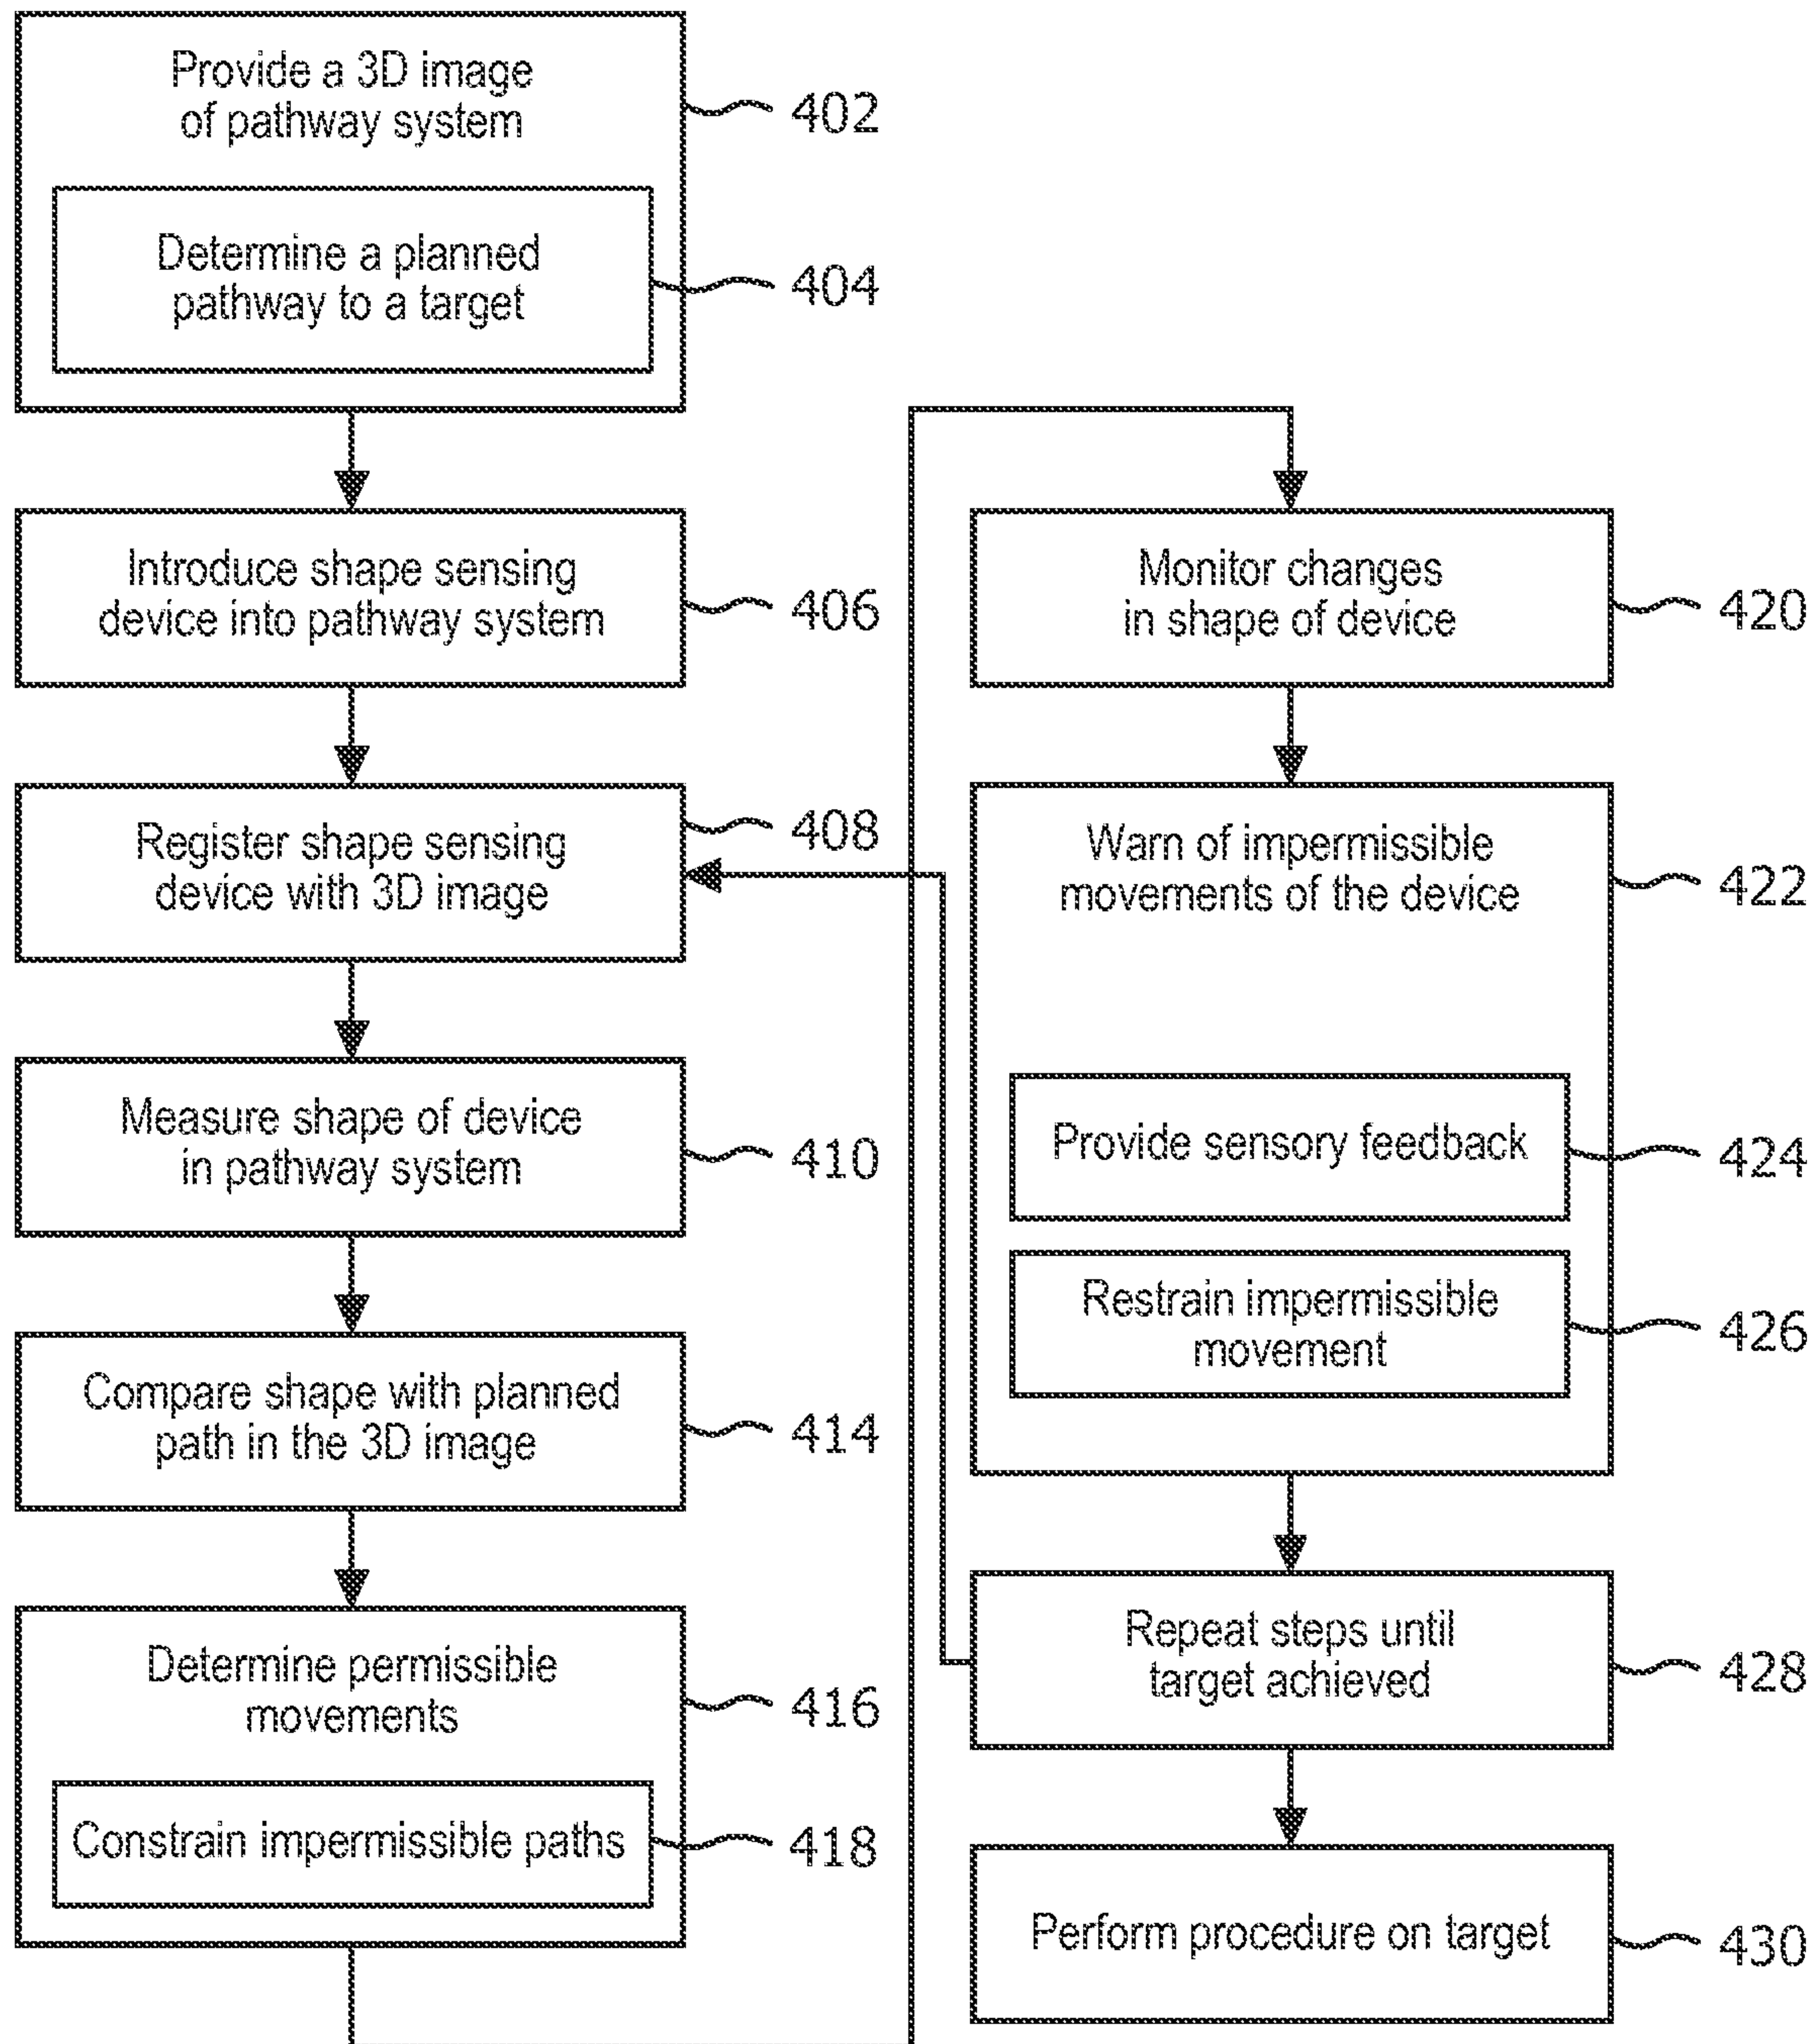 Provide a 3D image
of pathway system
402
Determine a planned
pathway to a target
404
Introduce shape sensing
device into pathway system
406
Register shape sensing
device with 3D image
408
Measure shape of device
in pathway system
410
Compare shape with planned
path in the 3D image
414
Determine permissible
movements
416
Constrain impermissible paths
418
Monitor changes
in shape of device
420
Warn of impermissible
movements of the device
422
Provide sensory feedback
424
Restrain impermissible
movement
426
Repeat steps until
target achieved
428
Perform procedure on target
430